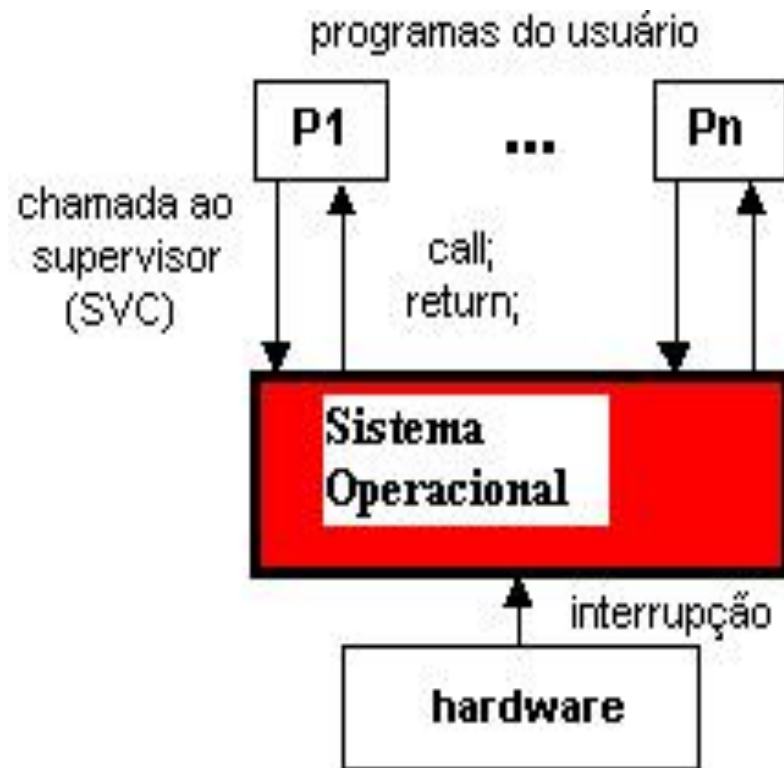 programas do usuário
P1
...
Pn
chamada ao
supervisor
(SVC)
call;
return;
Sistema
Operacional
interrupção
hardware